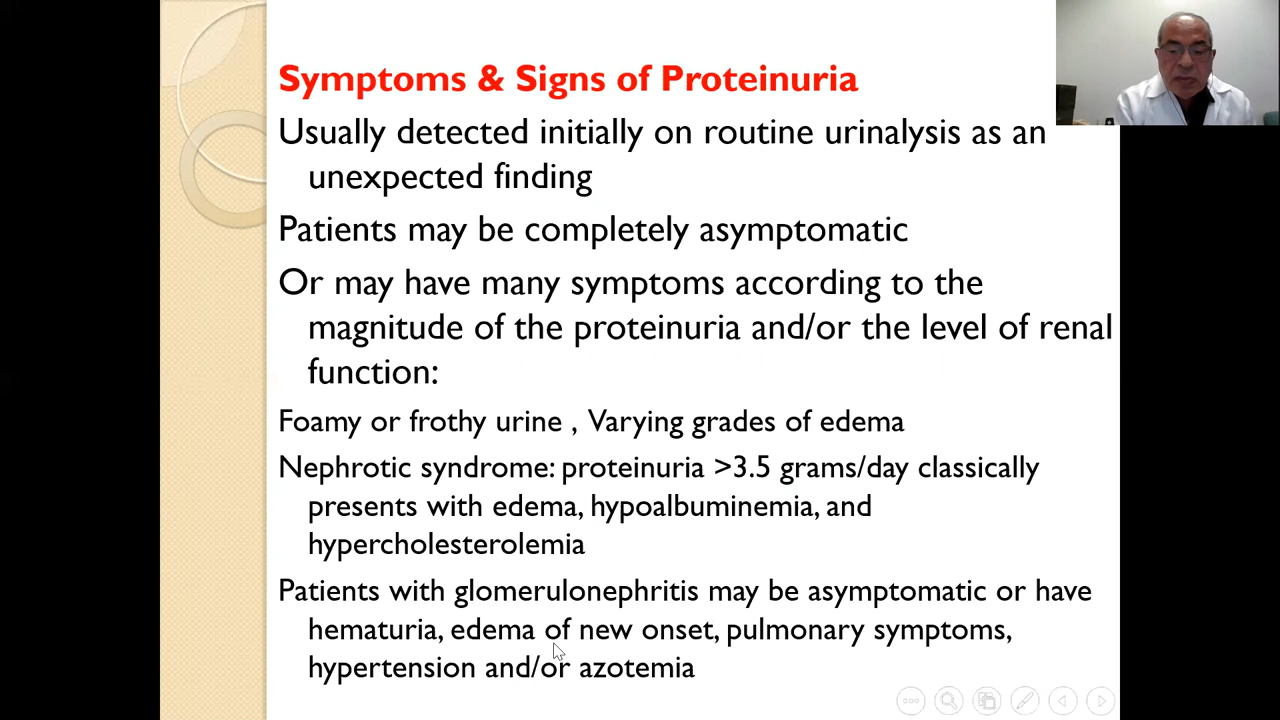 Symptoms & Signs of Proteinuria
Usually detected initially on routine urinalysis as an
unexpected finding
Patients may be completely asymptomatic
Or may have many symptoms according to the
magnitude of the proteinuria and/or the level of renal
function:
Foamy or frothy urine , Varying grades of edema
Nephrotic syndrome: proteinuria >3.5 grams/day classically
presents with edema, hypoalbuminemia, and
hypercholesterolemia
Patients with glomerulonephritis may be asymptomatic or have
hematuria, edema of new onset, pulmonary symptoms,
hypertension and/or azotemia